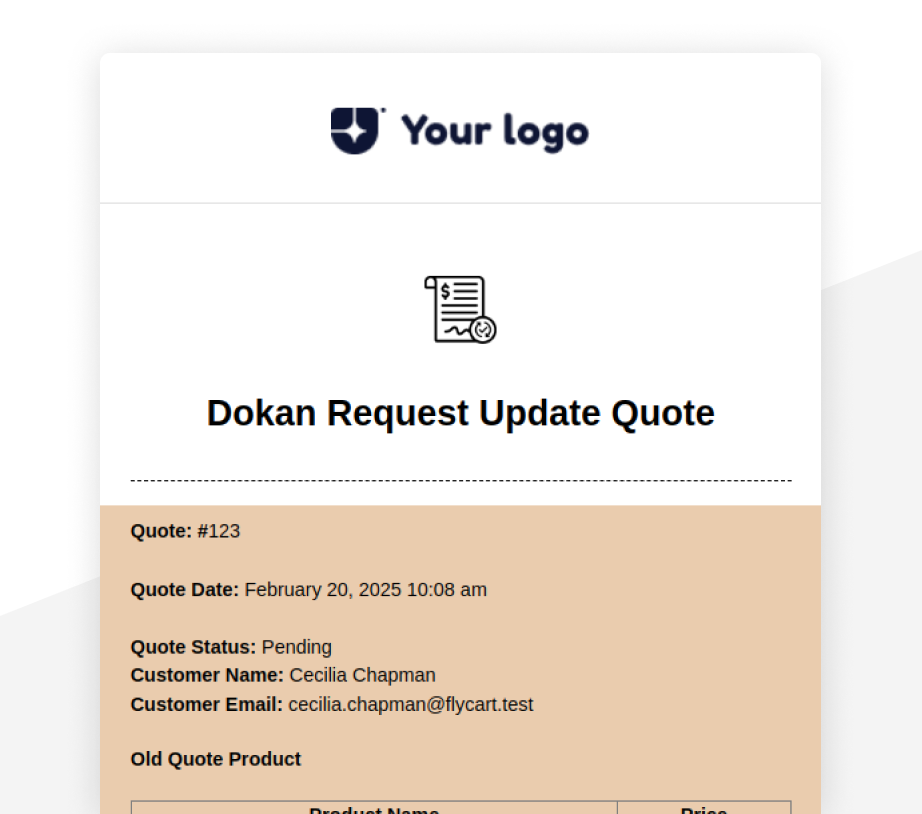 Your logo
$
Dokan Request Update Quote
Quote: #123
Quote Date: February 20, 2025 10:08 am
Quote Status: Pending
Customer Name: Cecilia Chapman
Customer Email: cecilia.chapman@flycart.test
Old Quote Product
Product Name Price